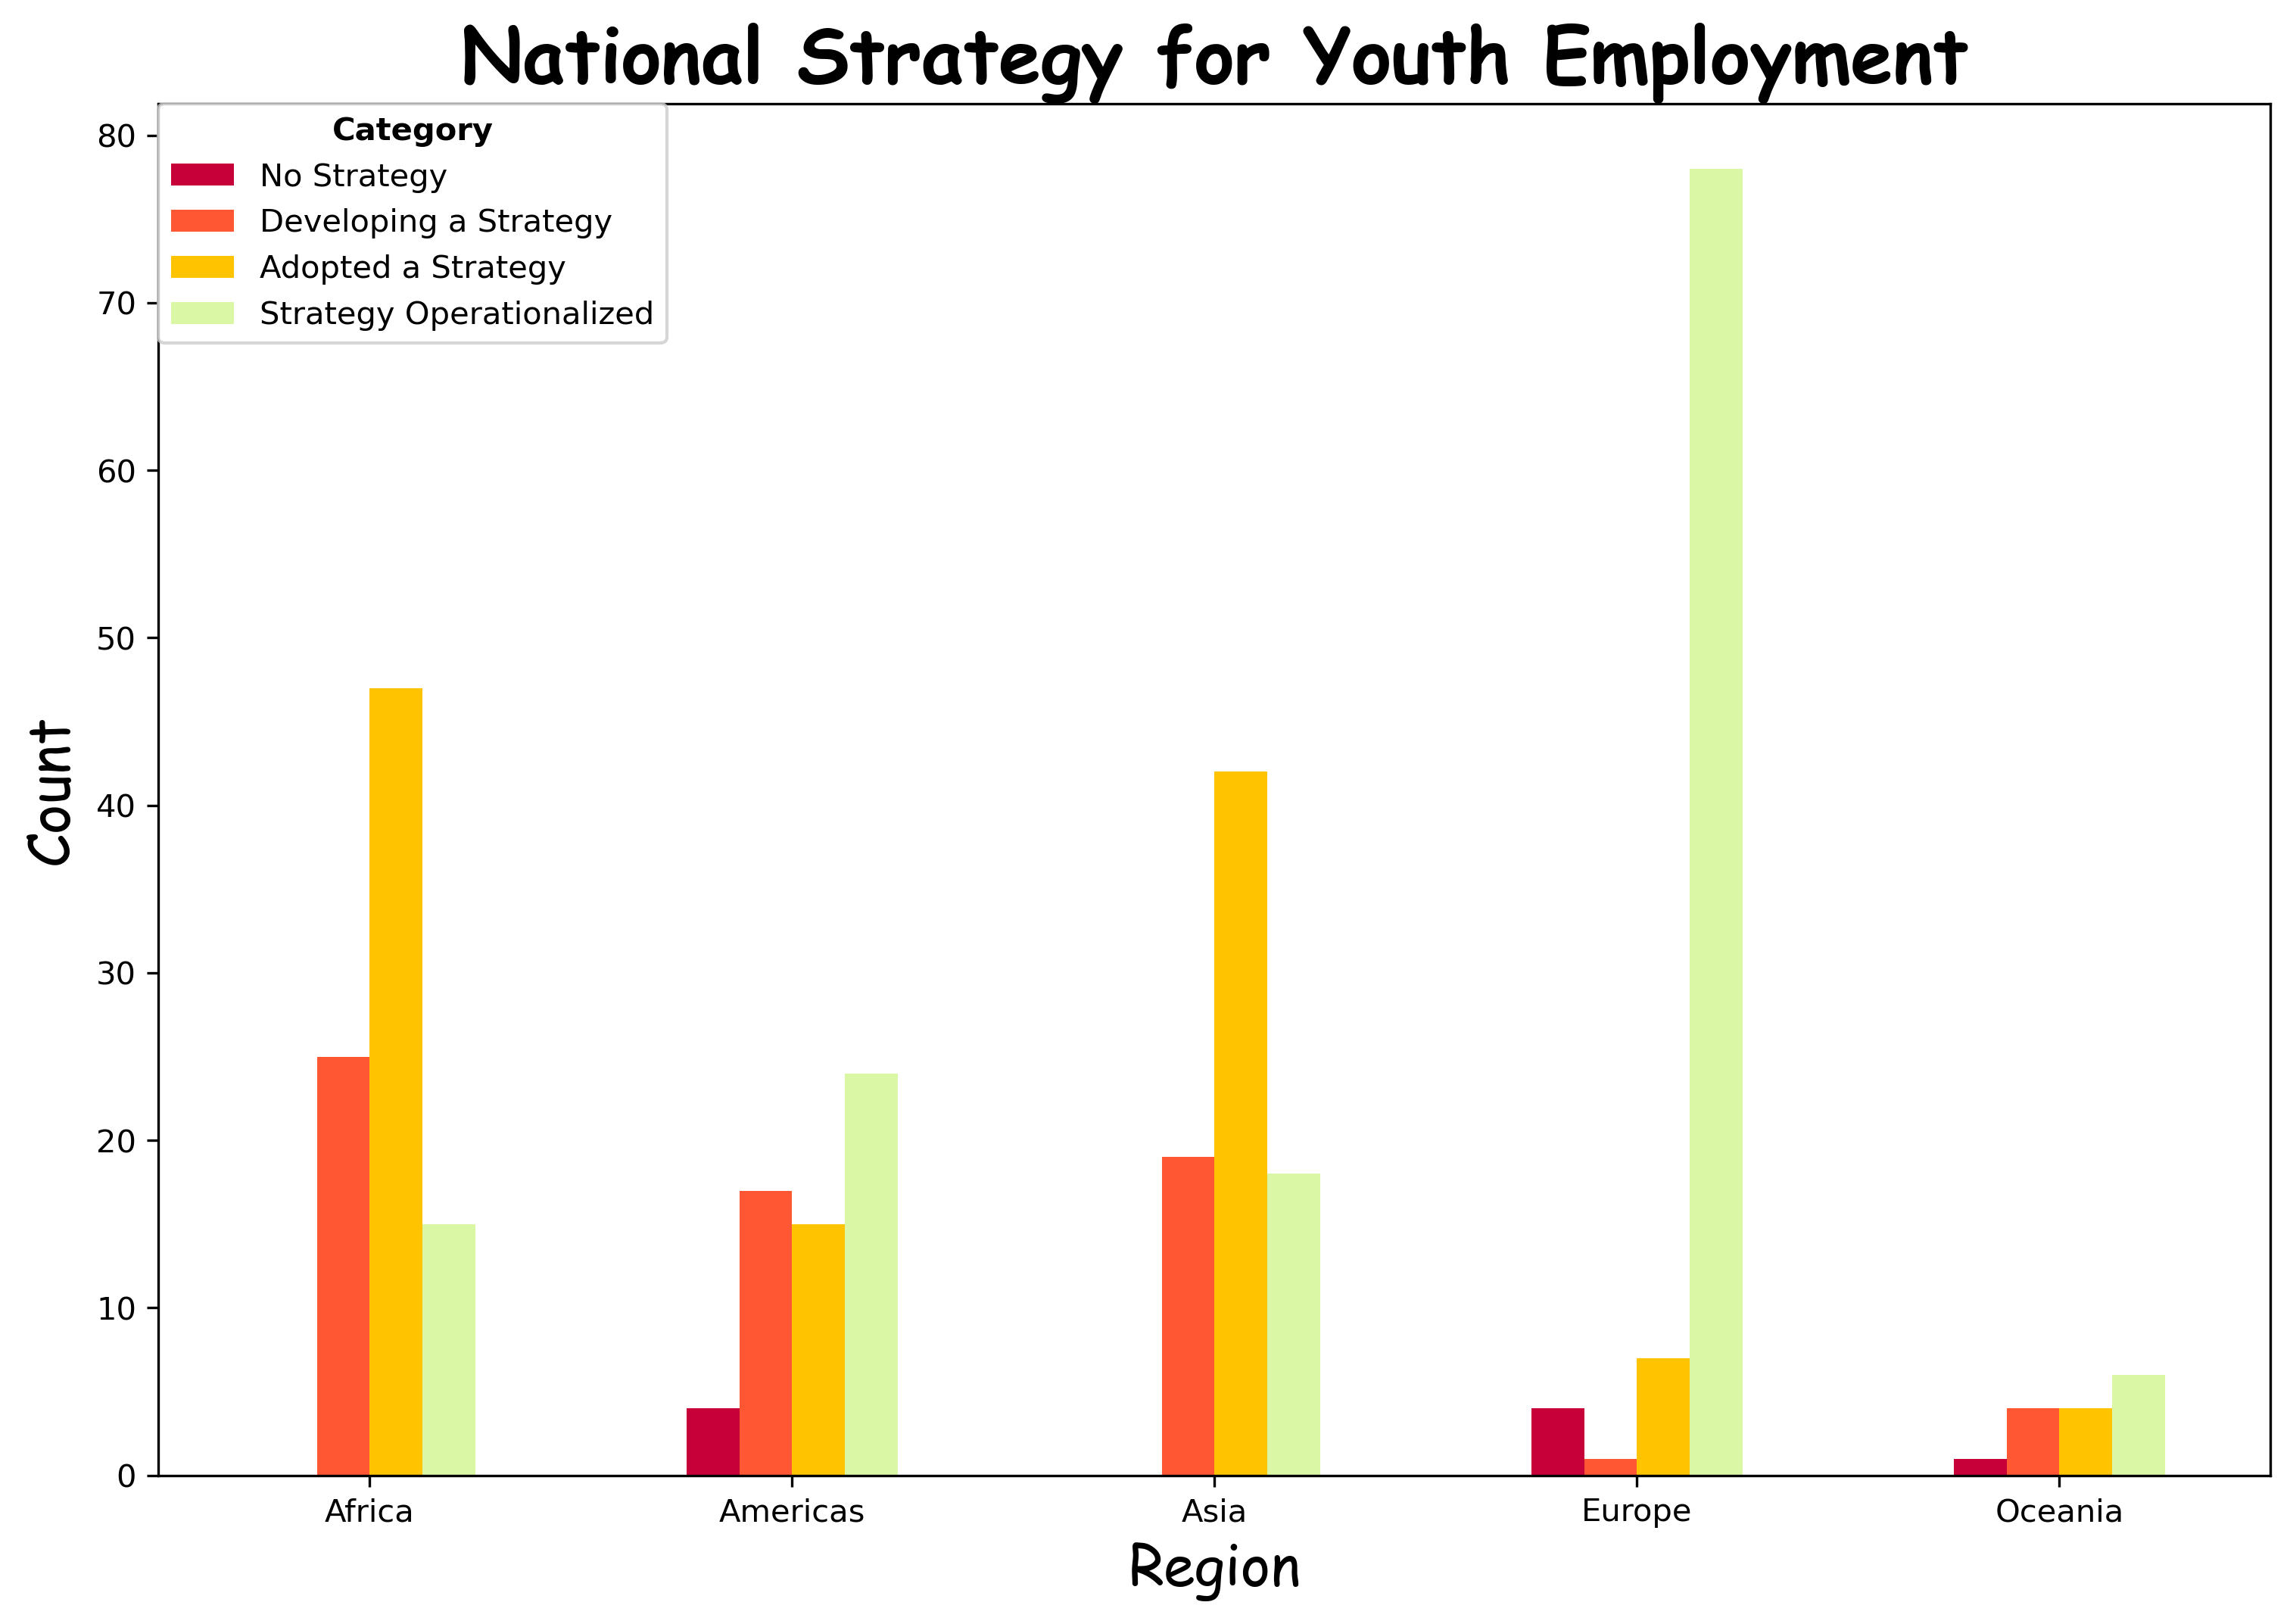 National Strategy for Youth Employment
Category
No Strategy
Developing a Strategy
Adopted a Strategy
Strategy Operationalized
80
70
60
50
40
30
20
10
0
Count
Africa Americas Asia Europe Oceania
Region